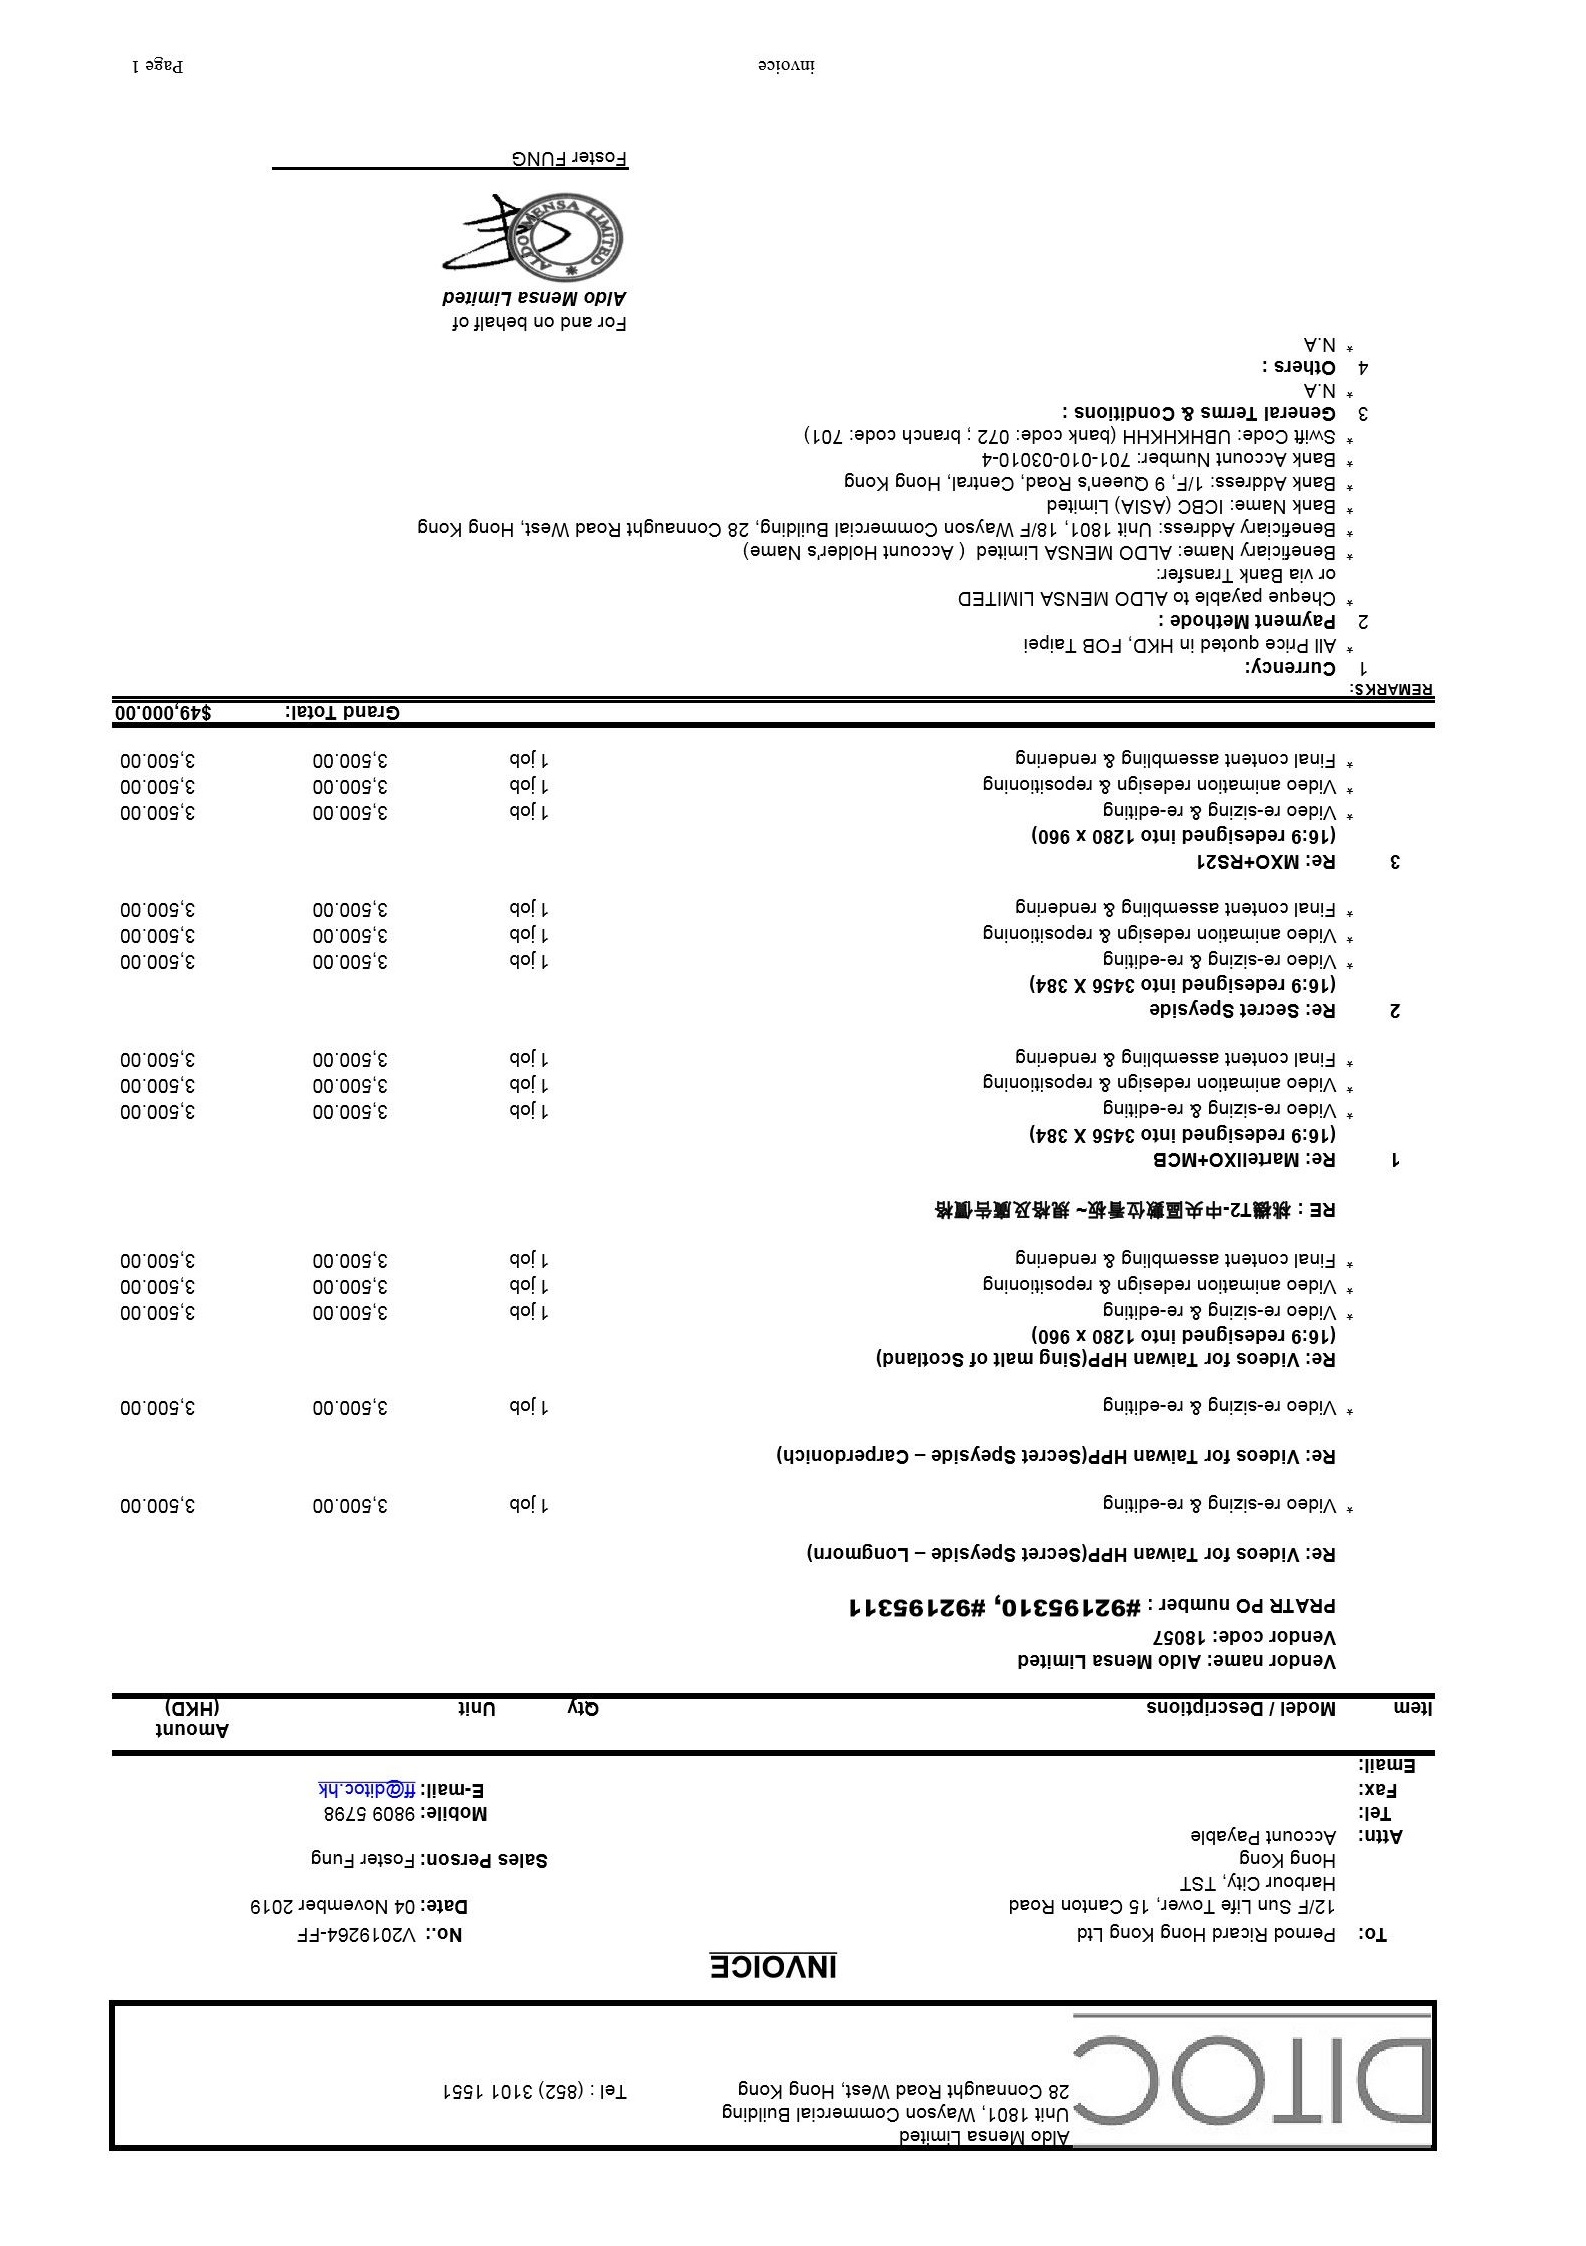 DITOC
Aldo Mensa Limited
Unit 1801, Wayson Commercial Building
28 Connaught Road West, Hong Kong Tel : (852) 3101 1551
INVOICE
To: Pernod Ricard Hong Kong Ltd No.: V2019264-FF
12/F Sun Life Tower, 15 Canton Road Date: 04 November 2019
Harbour City, TST
Hong Kong Sales Person: Foster Fung
Attn: Account Payable
Tel: Mobile: 9809 5798
Fax: E-mail: ff@ditoc.hk
Email:
Item Model / Descriptions Qty Unit Amount (HKD)
Vendor name: Aldo Mensa Limited
Vendor code: 18057
PRATR PO number : #92195310, #92195311
Re: Videos for Taiwan HPP(Secret Speyside – Longmorn)
* Video re-sizing & re-editing 1 job 3,500.00 3,500.00
Re: Videos for Taiwan HPP(Secret Speyside – Carperdonich)
* Video re-sizing & re-editing 1 job 3,500.00 3,500.00
Re: Videos for Taiwan HPP(Sing malt of Scotland)
(16:9 redesigned into 1280 x 960)
* Video re-sizing & re-editing 1 job 3,500.00 3,500.00
* Video animation redesign & repositioning 1 job 3,500.00 3,500.00
* Final content assembling & rendering 1 job 3,500.00 3,500.00
RE : 桃機T2-中央區數位看板~ 規格及廣告價格
1 Re: MartellXO+MCB
(16:9 redesigned into 3456 X 384)
* Video re-sizing & re-editing 1 job 3,500.00 3,500.00
* Video animation redesign & repositioning 1 job 3,500.00 3,500.00
* Final content assembling & rendering 1 job 3,500.00 3,500.00
2 Re: Secret Speyside
(16:9 redesigned into 3456 X 384)
* Video re-sizing & re-editing 1 job 3,500.00 3,500.00
* Video animation redesign & repositioning 1 job 3,500.00 3,500.00
* Final content assembling & rendering 1 job 3,500.00 3,500.00
3 Re: MXO+RS21
(16:9 redesigned into 1280 x 960)
* Video re-sizing & re-editing 1 job 3,500.00 3,500.00
* Video animation redesign & repositioning 1 job 3,500.00 3,500.00
* Final content assembling & rendering 1 job 3,500.00 3,500.00
Grand Total: $49,000.00
REMARKS:
1 Currency:
* All Price quoted in HKD, FOB Taipei
2 Payment Methode :
* Cheque payable to ALDO MENSA LIMITED
or via Bank Transfer:
* Beneficiary Name: ALDO MENSA Limited ( Account Holder's Name)
* Beneficiary Address: Unit 1801, 18/F Wayson Commercial Building, 28 Connaught Road West, Hong Kong
* Bank Name: ICBC (ASIA) Limited
* Bank Address: 1/F, 9 Queen's Road, Central, Hong Kong
* Bank Account Number: 701-010-03010-4
* Swift Code: UBHKHKHH (bank code: 072 ; branch code: 701)
3 General Terms & Conditions :
* N.A
4 Others :
* N.A
For and on behalf of
Aldo Mensa Limited
ALDO MENSA LIMITED *
Foster FUNG
invoice Page 1